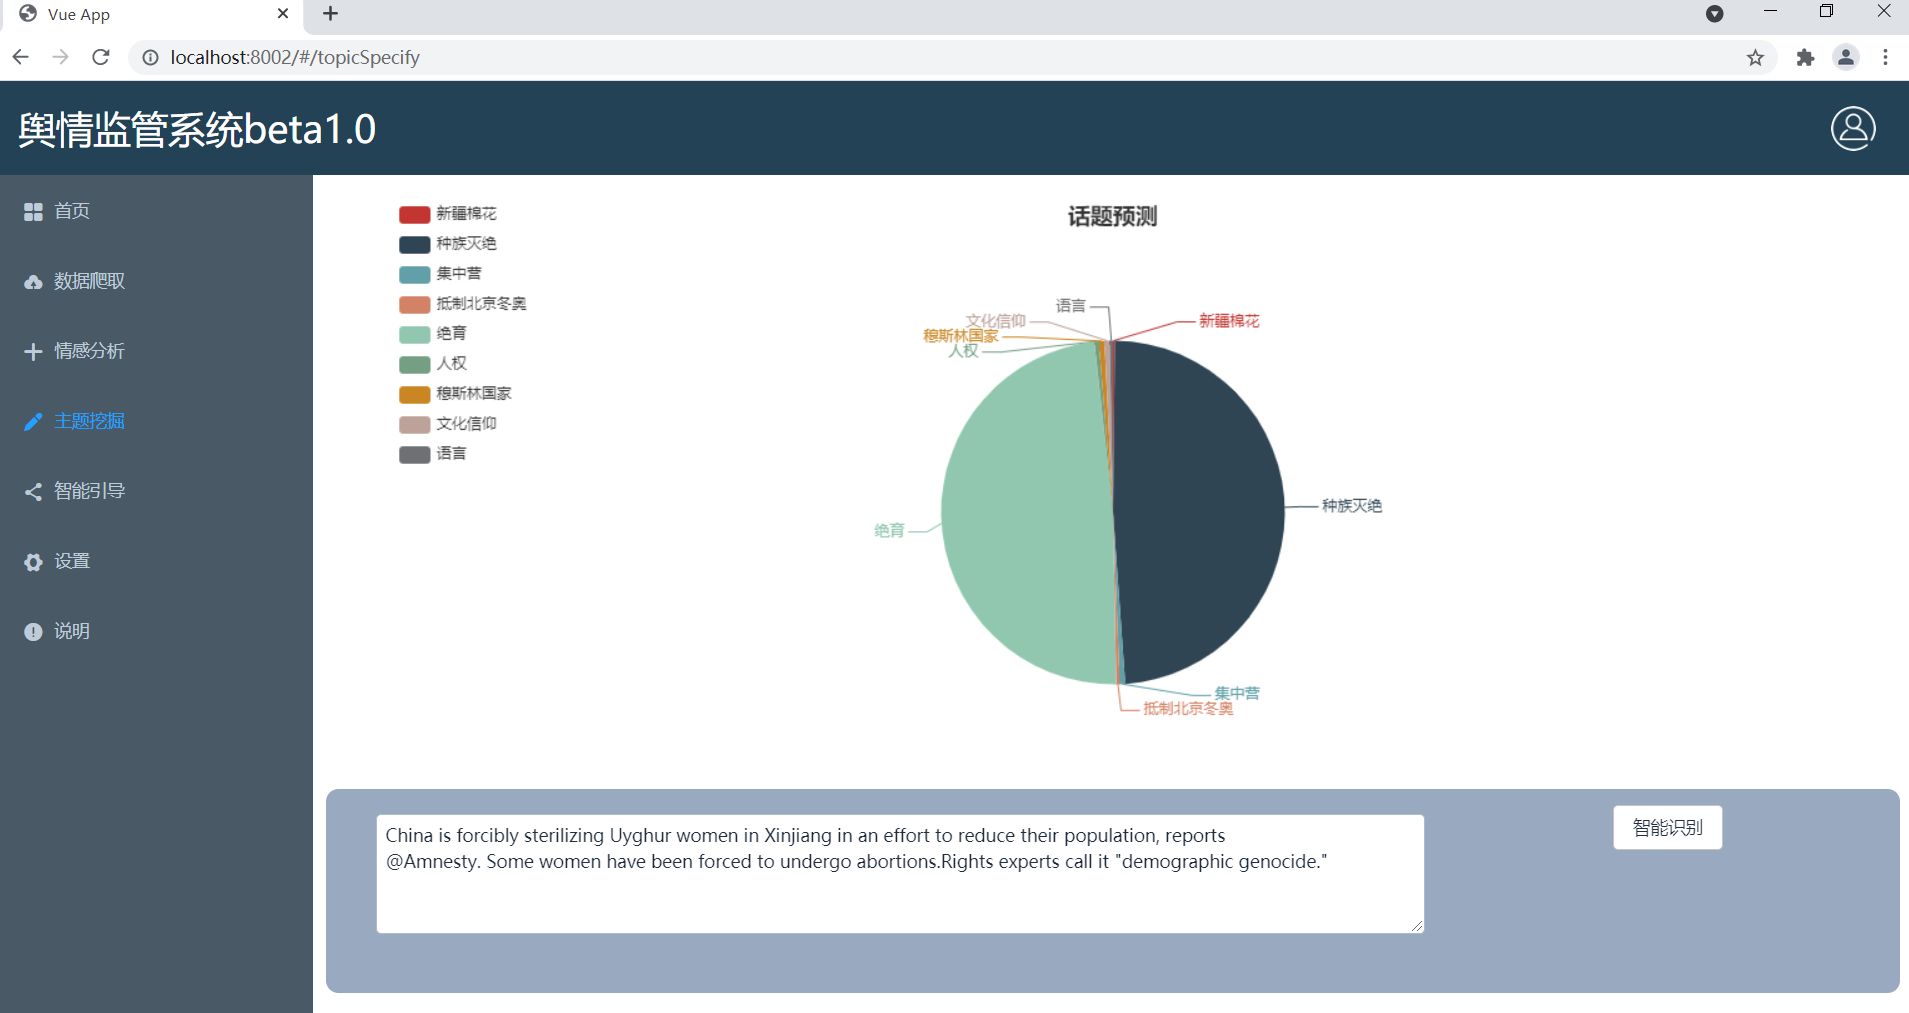 Vue App
localhost:8002/#/topicSpecify
舆情监管系统beta1.0
首页
数据爬取
情感分析
主题挖掘
智能引导
设置
说明
新疆棉花
种族灭绝
集中营
抵制北京冬奥
绝育
人权
穆斯林国家
文化信仰
语言
话题预测
语言
文化信仰
新疆棉花
穆斯林国家
人权
种族灭绝
绝育
集中营
抵制北京冬奥
China is forcibly sterilizing Uyghur women in Xinjiang in an effort to reduce their population, reports
@Amnesty. Some women have been forced to undergo abortions.Rights experts call it "demographic genocide."
智能识别